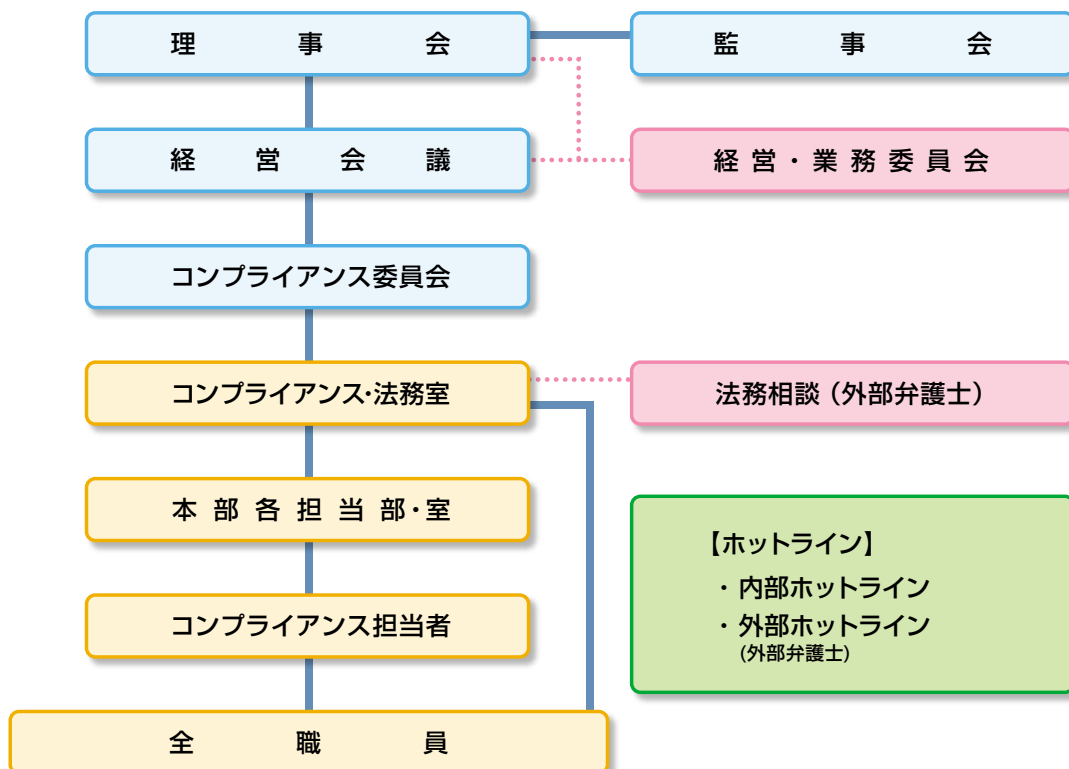 理事会
監事会
経営会議
経営・業務委員会
コンプライアンス委員会
コンプライアンス・法務室
法務相談（外部弁護士）
本部各担当部・室
【ホットライン】
・内部ホットライン
・外部ホットライン
(外部弁護士)
コンプライアンス担当者
全職員